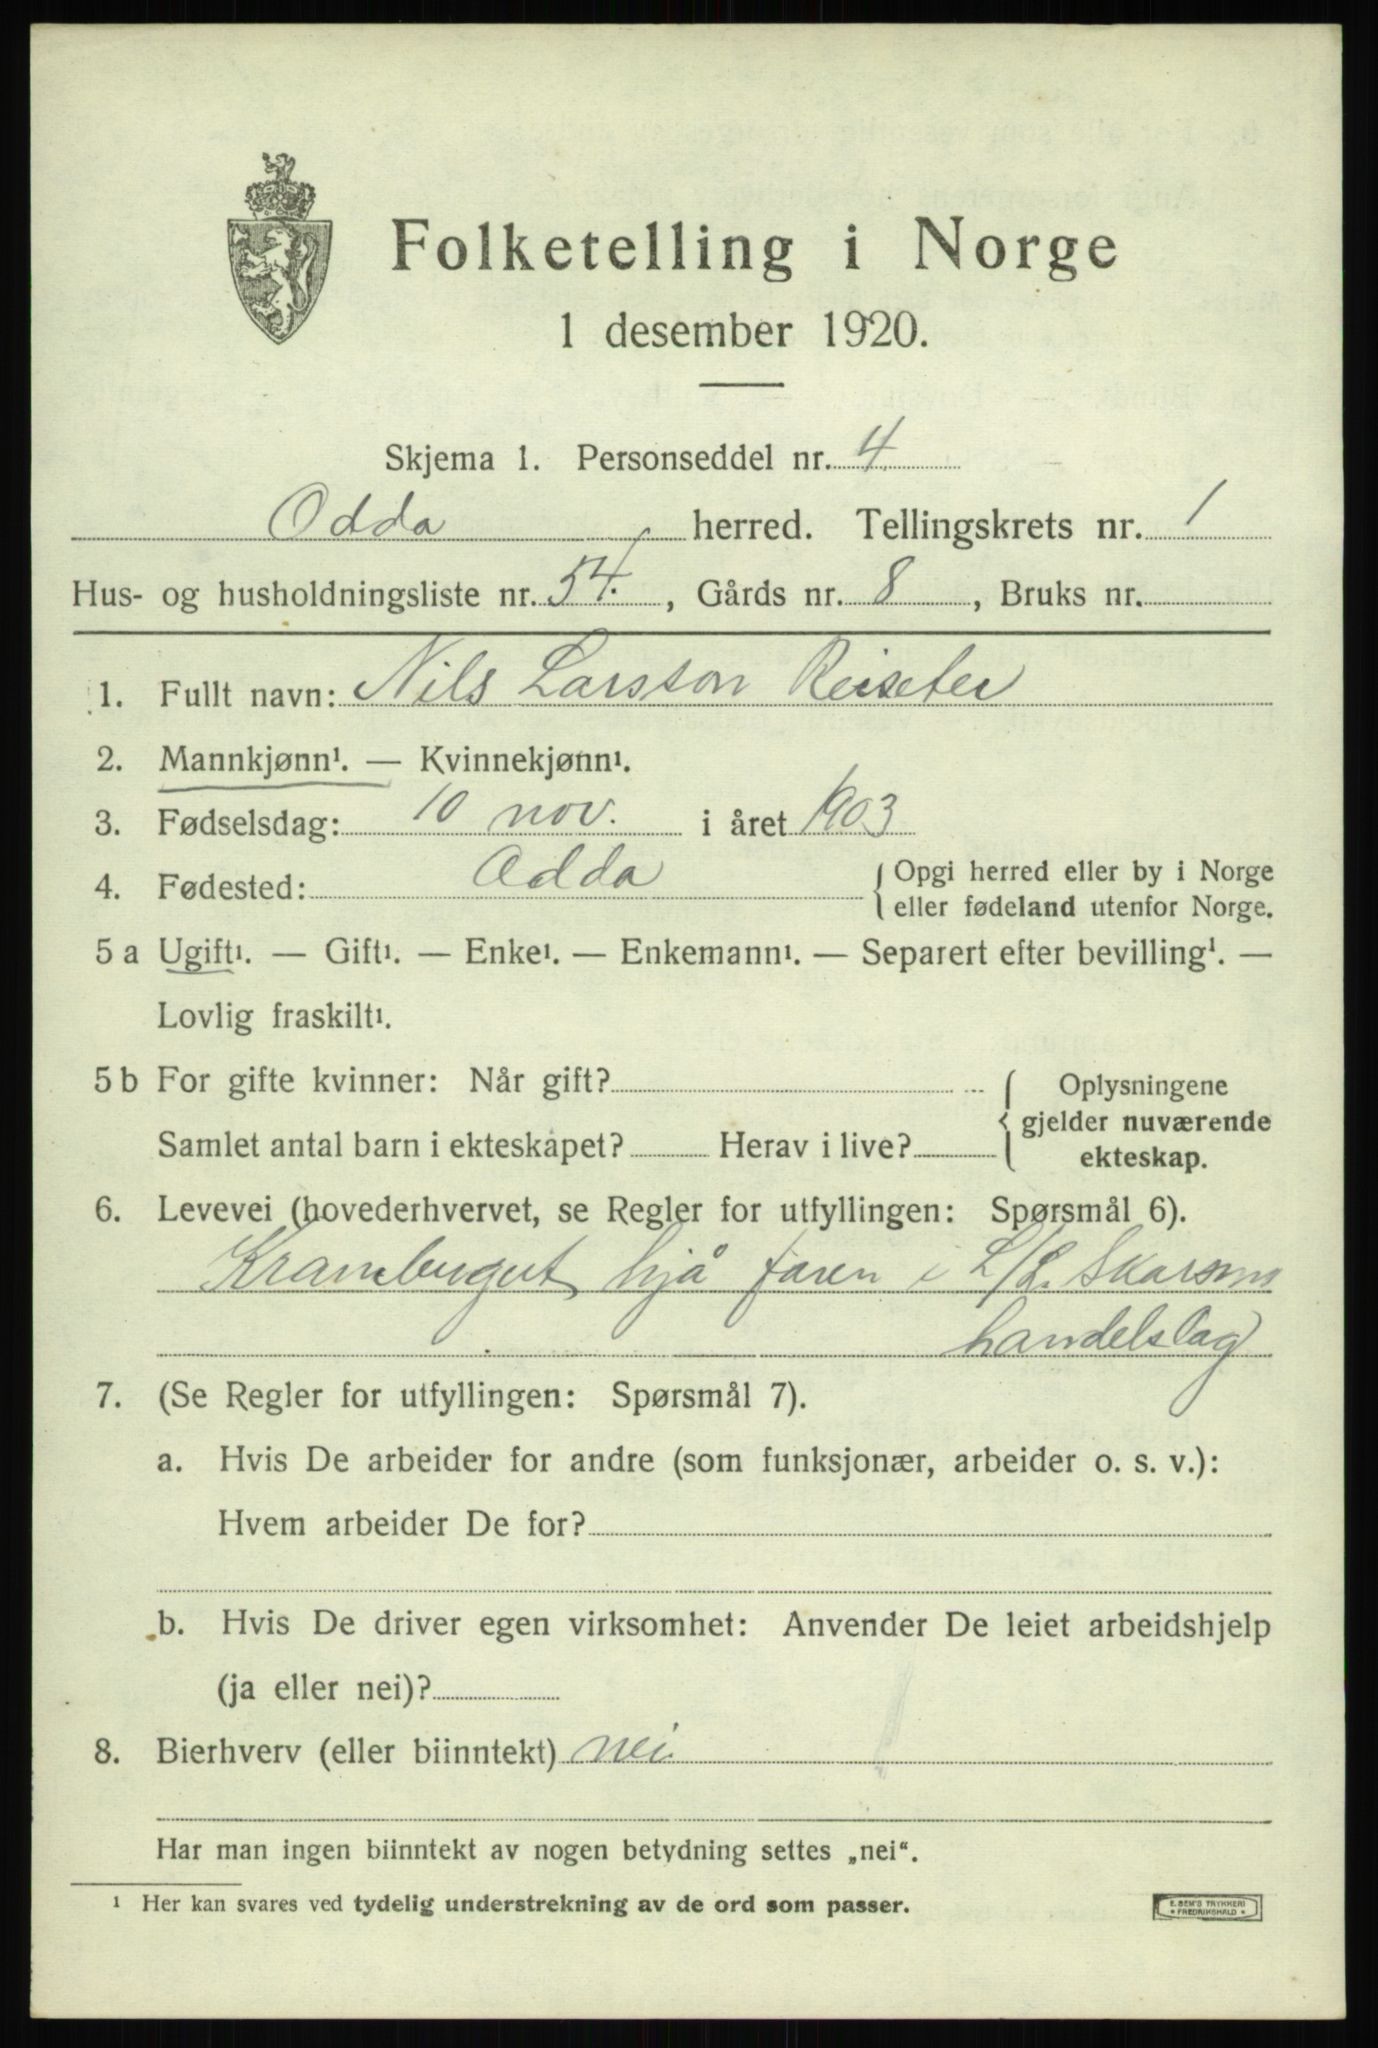 Folketelling i Norge
1 desember 1920.
Skjema 1. Personseddel nr. 4
Odda herred. Tellingskrets nr. 1
Hus- og husholdningsliste nr. 54. , Gårds nr. 8 , Bruks nr.
1. Fullt navn: Nils Larsson Reiseter
2. Mannkjønn¹. — Kvinnekjønn¹.
3. Fødselsdag: 10 nov. i året 1903
4. Fødested: Odda { Opgi herred eller by i Norge
eller fødeland utenfor Norge.
5 a Ugift¹. — Gift¹. — Enke¹. — Enkemann¹. — Separert efter bevilling¹. —
Lovlig fraskilt¹.
5 b For gifte kvinner: Når gift? { Oplysningene
gjelder nuværende
Samlet antal barn i ekteskapet? Herav i live? ekteskap.
6. Levevei (hovederhvervet, se Regler for utfyllingen: Spørsmål 6).
Krambugut hjå faren i L/L. Skarsmo
handelslag
7. (Se Regler for utfyllingen: Spørsmål 7).
a. Hvis De arbeider for andre (som funksjonær, arbeider o. s. v.):
Hvem arbeider De for?
b. Hvis De driver egen virksomhet: Anvender De leiet arbeidshjelp
(ja eller nei)?
8. Bierhverv (eller biinntekt) nei
Har man ingen biinntekt av nogen betydning settes „nei“.
¹ Her kan svares ved tydelig understrekning av de ord som passer.
E. SEM'S TRYKKERI
* FREDRIKSHALD *